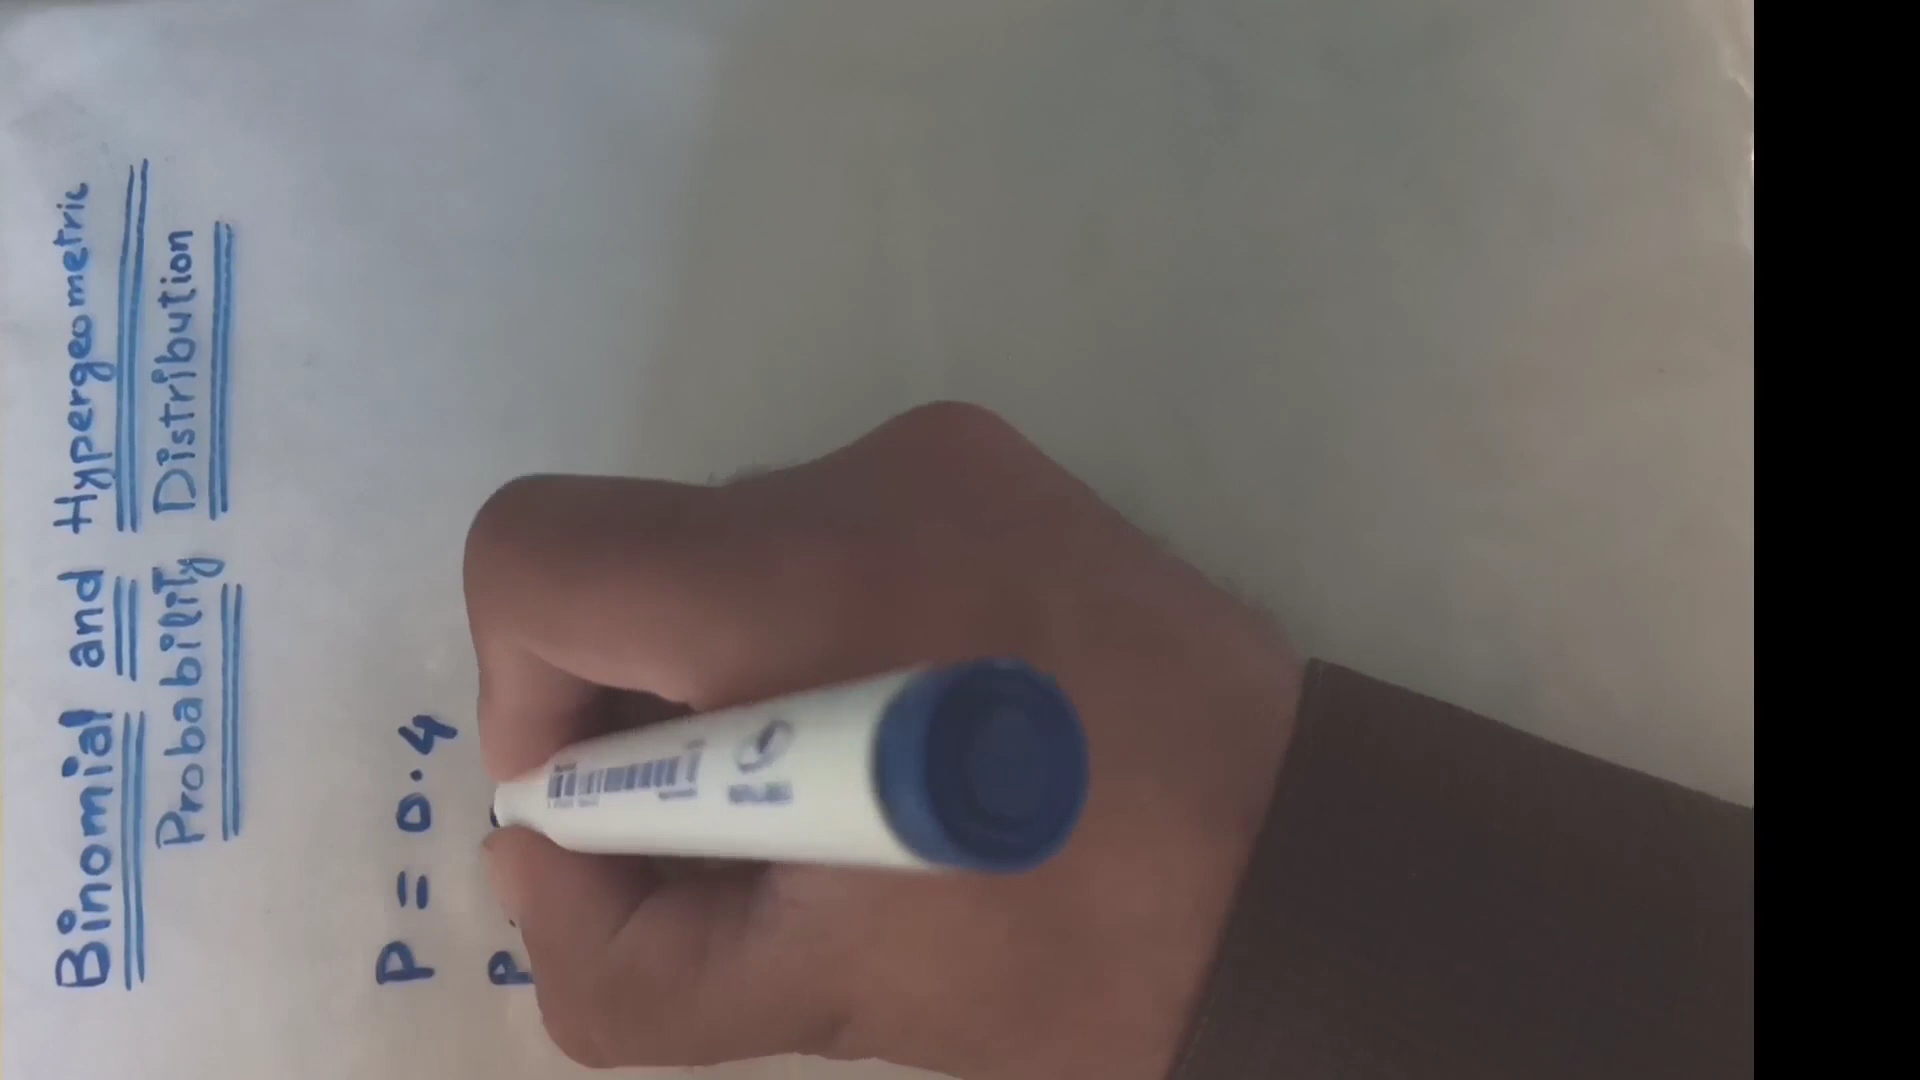 Binomial and Hypergeometric
Probability Distribution
P = 0.4
P